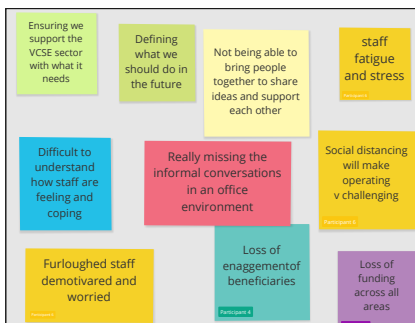 Ensuring we
support the
VCSE sector
with what it
needs
Defining
what we
should do in
the future
Not being able to
bring people
together to share
ideas and support
each other
staff
fatigue
and stress
Difficult to
understand
how staff are
feeling and
coping
Really missing the
informal conversations
in an office
environment
Social distancing
will make
operating
v challenging
Participant 6
Furloughed staff
demotivared and
worried
Loss of
enaggementof
beneficiaries
Participant 4
Loss of
funding
across all
areas